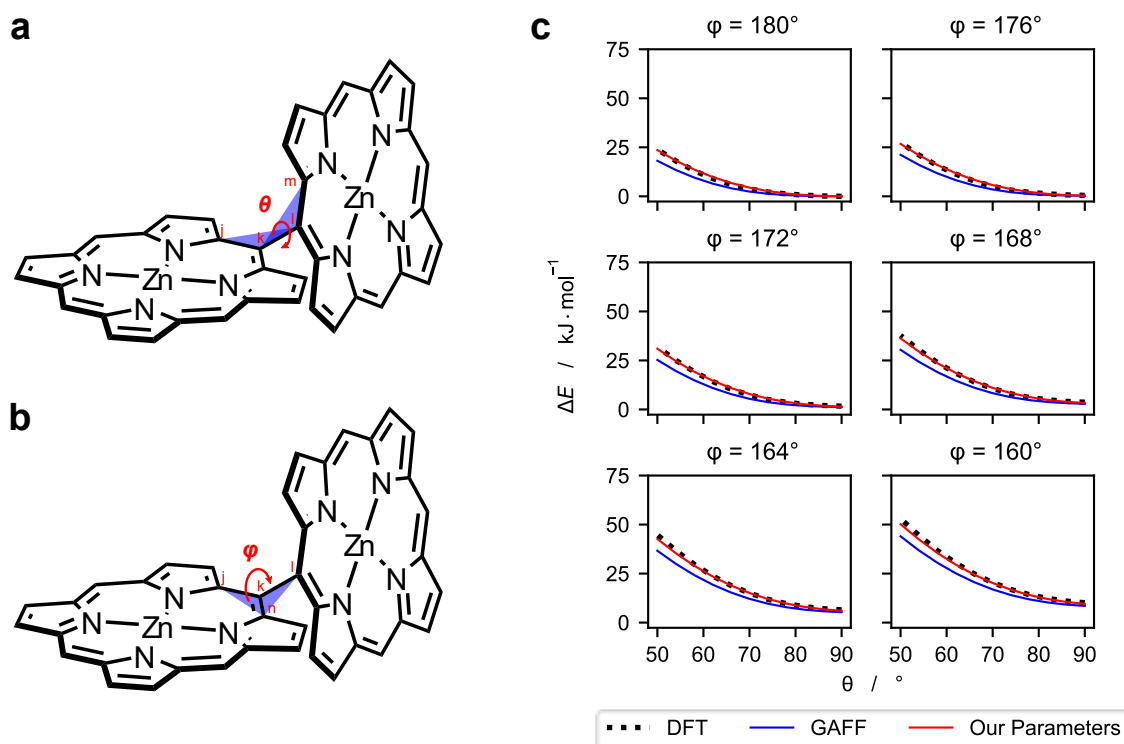 a
N
N
m
Zn
θ
l
j
k
N
N
N
N
Zn
N
N
b
N
N
φ
l
Zn
j
k
n
N
N
N
N
Zn
N
N
c
φ = 180°
φ = 176°
75
50
25
0
φ = 172°
φ = 168°
75
50
25
0
ΔE / kJ · mol⁻¹
φ = 164°
φ = 160°
75
50
25
0
50 60 70 80 90
50 60 70 80 90
θ / °
DFT GAFF Our Parameters